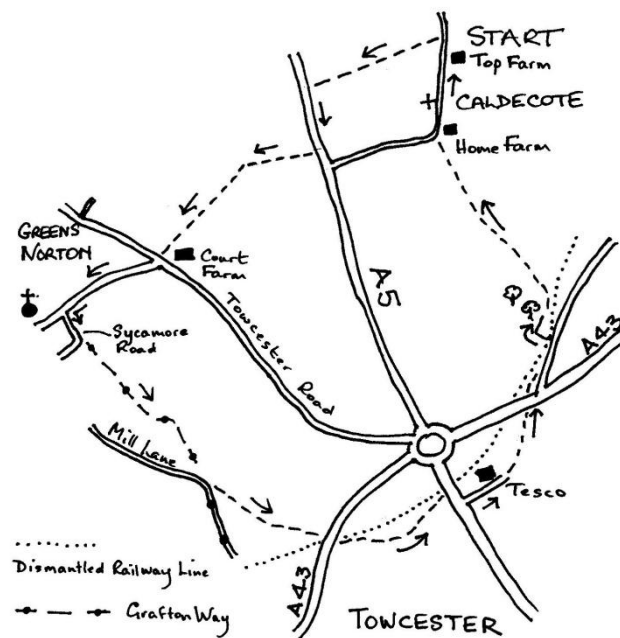 START
Top Farm
CALDECOTE
Home Farm
GREENS
NORTON
Court
Farm
A5
Towcester Road
A43
Sycamore
Road
Mill Lane
Tesco
Dismantled Railway Line
A43
Grafton Way
TOWCESTER